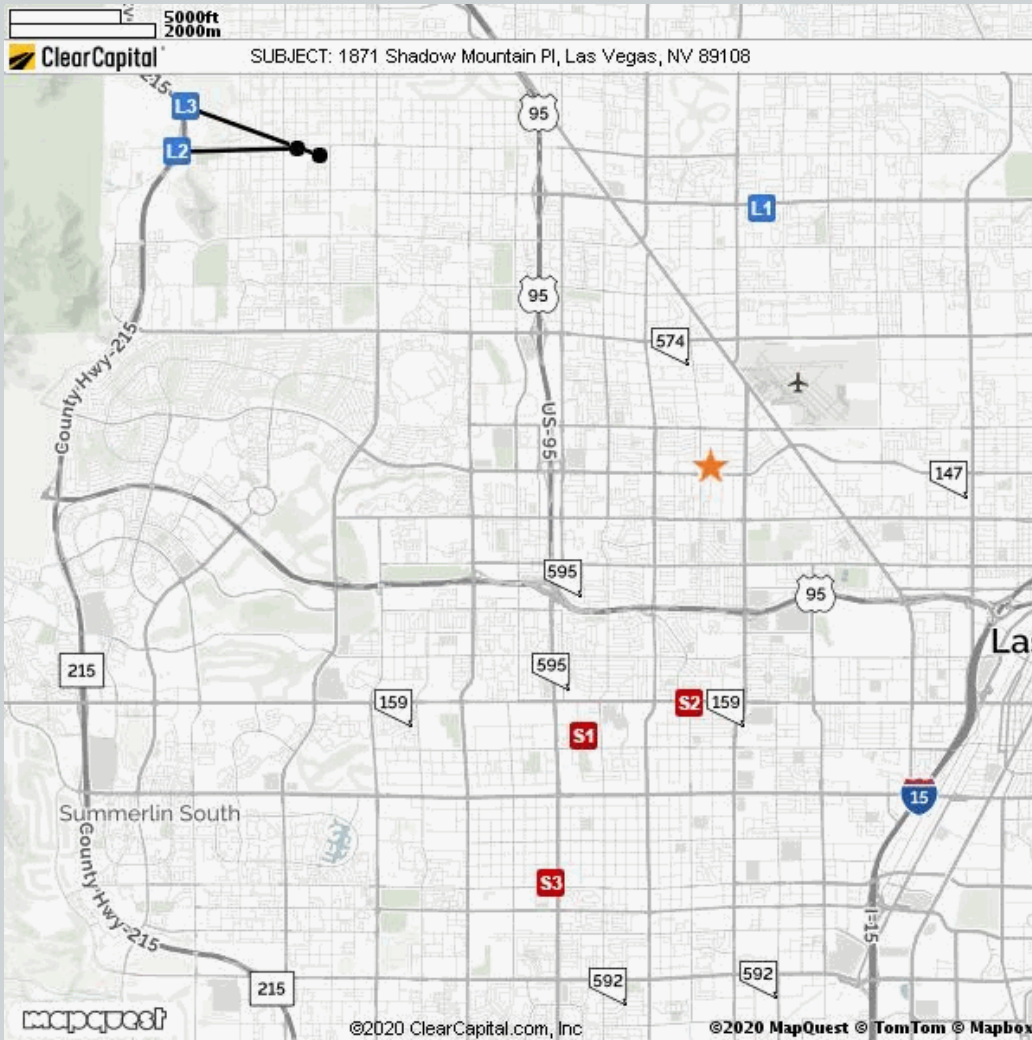 5000ft
2000m
ClearCapital
SUBJECT: 1871 Shadow Mountain Pl, Las Vegas, NV 89108
215
L3
95
L2
L1
95
574
County Hwy-215
US-95
147
595
95
Las
215
595
159
S2
159
S1
15
Summerlin South
County Hwy-215
S3
I-15
592
592
215
mapquest
©2020 ClearCapital.com, Inc
©2020 MapQuest © TomTom © Mapbox